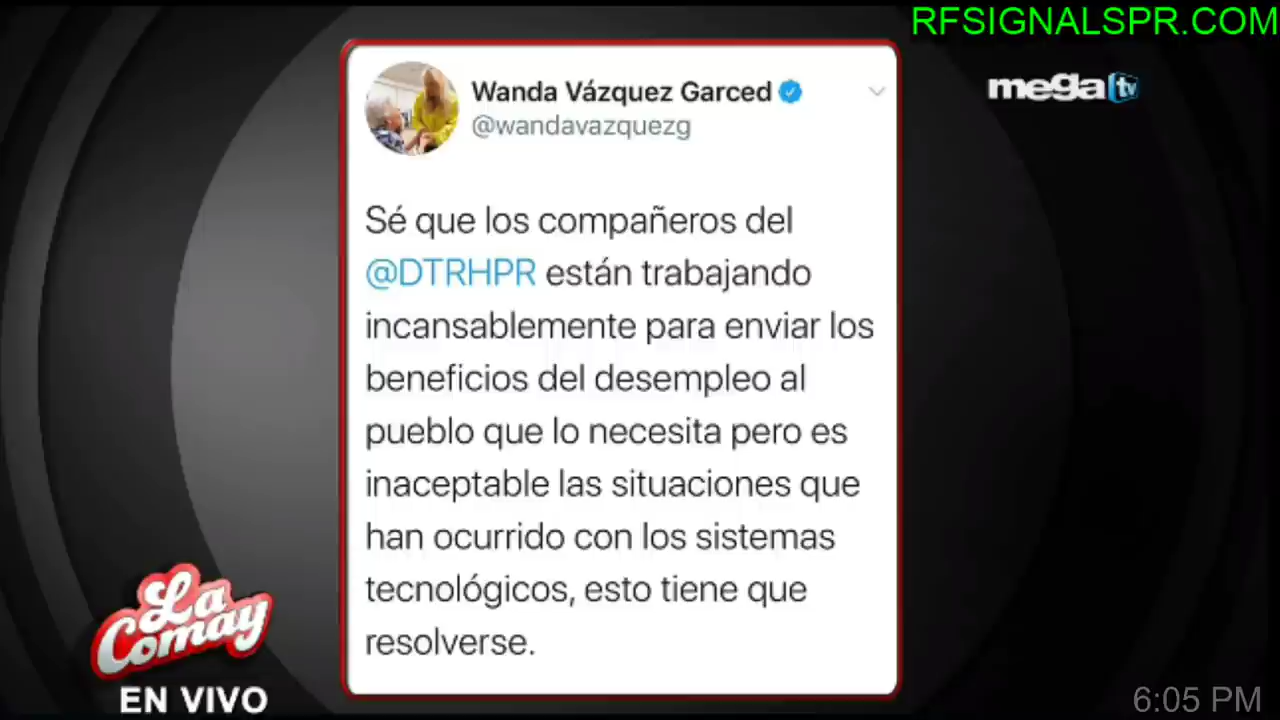 RFSIGNALSPR.COM
mega tv
Wanda Vázquez Garced
@wandavazquezg
Sé que los compañeros del
@DTRHPR están trabajando
incansablemente para enviar los
beneficios del desempleo al
pueblo que lo necesita pero es
inaceptable las situaciones que
han ocurrido con los sistemas
tecnológicos, esto tiene que
resolverse.
La
Comay
EN VIVO
6:05 PM